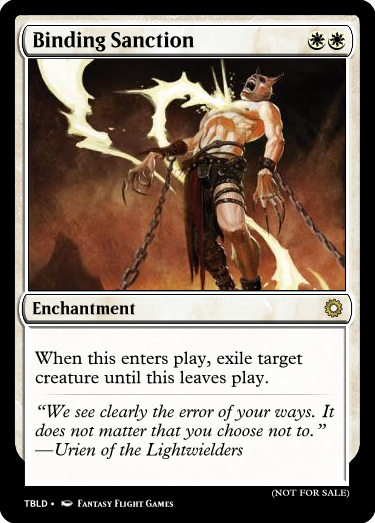 Binding Sanction
Enchantment
When this enters play, exile target
creature until this leaves play.
“We see clearly the error of your ways. It
does not matter that you choose not to.”
—Urien of the Lightwielders
(NOT FOR SALE)
TBLD • Fantasy Flight Games